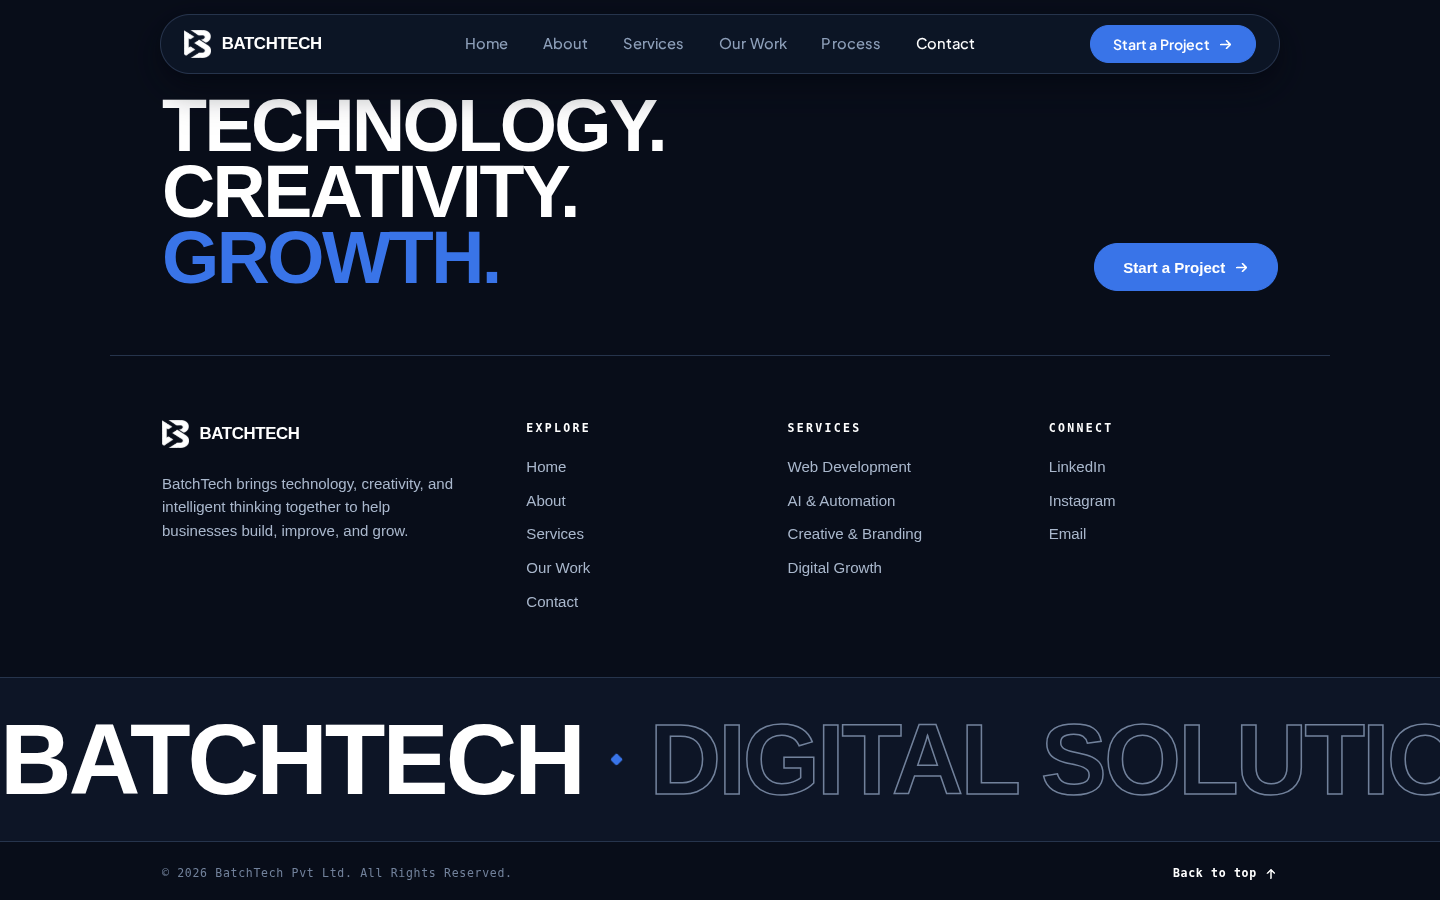 BATCHTECH
Home
About
Services
Our Work
Process
Contact
Start a Project
TECHNOLOGY.
CREATIVITY.
GROWTH.
Start a Project
BATCHTECH
BatchTech brings technology, creativity, and
intelligent thinking together to help
businesses build, improve, and grow.
EXPLORE
Home
About
Services
Our Work
Contact
SERVICES
Web Development
AI & Automation
Creative & Branding
Digital Growth
CONNECT
LinkedIn
Instagram
Email
BATCHTECH DIGITAL SOLUTIO
© 2026 BatchTech Pvt Ltd. All Rights Reserved.
Back to top